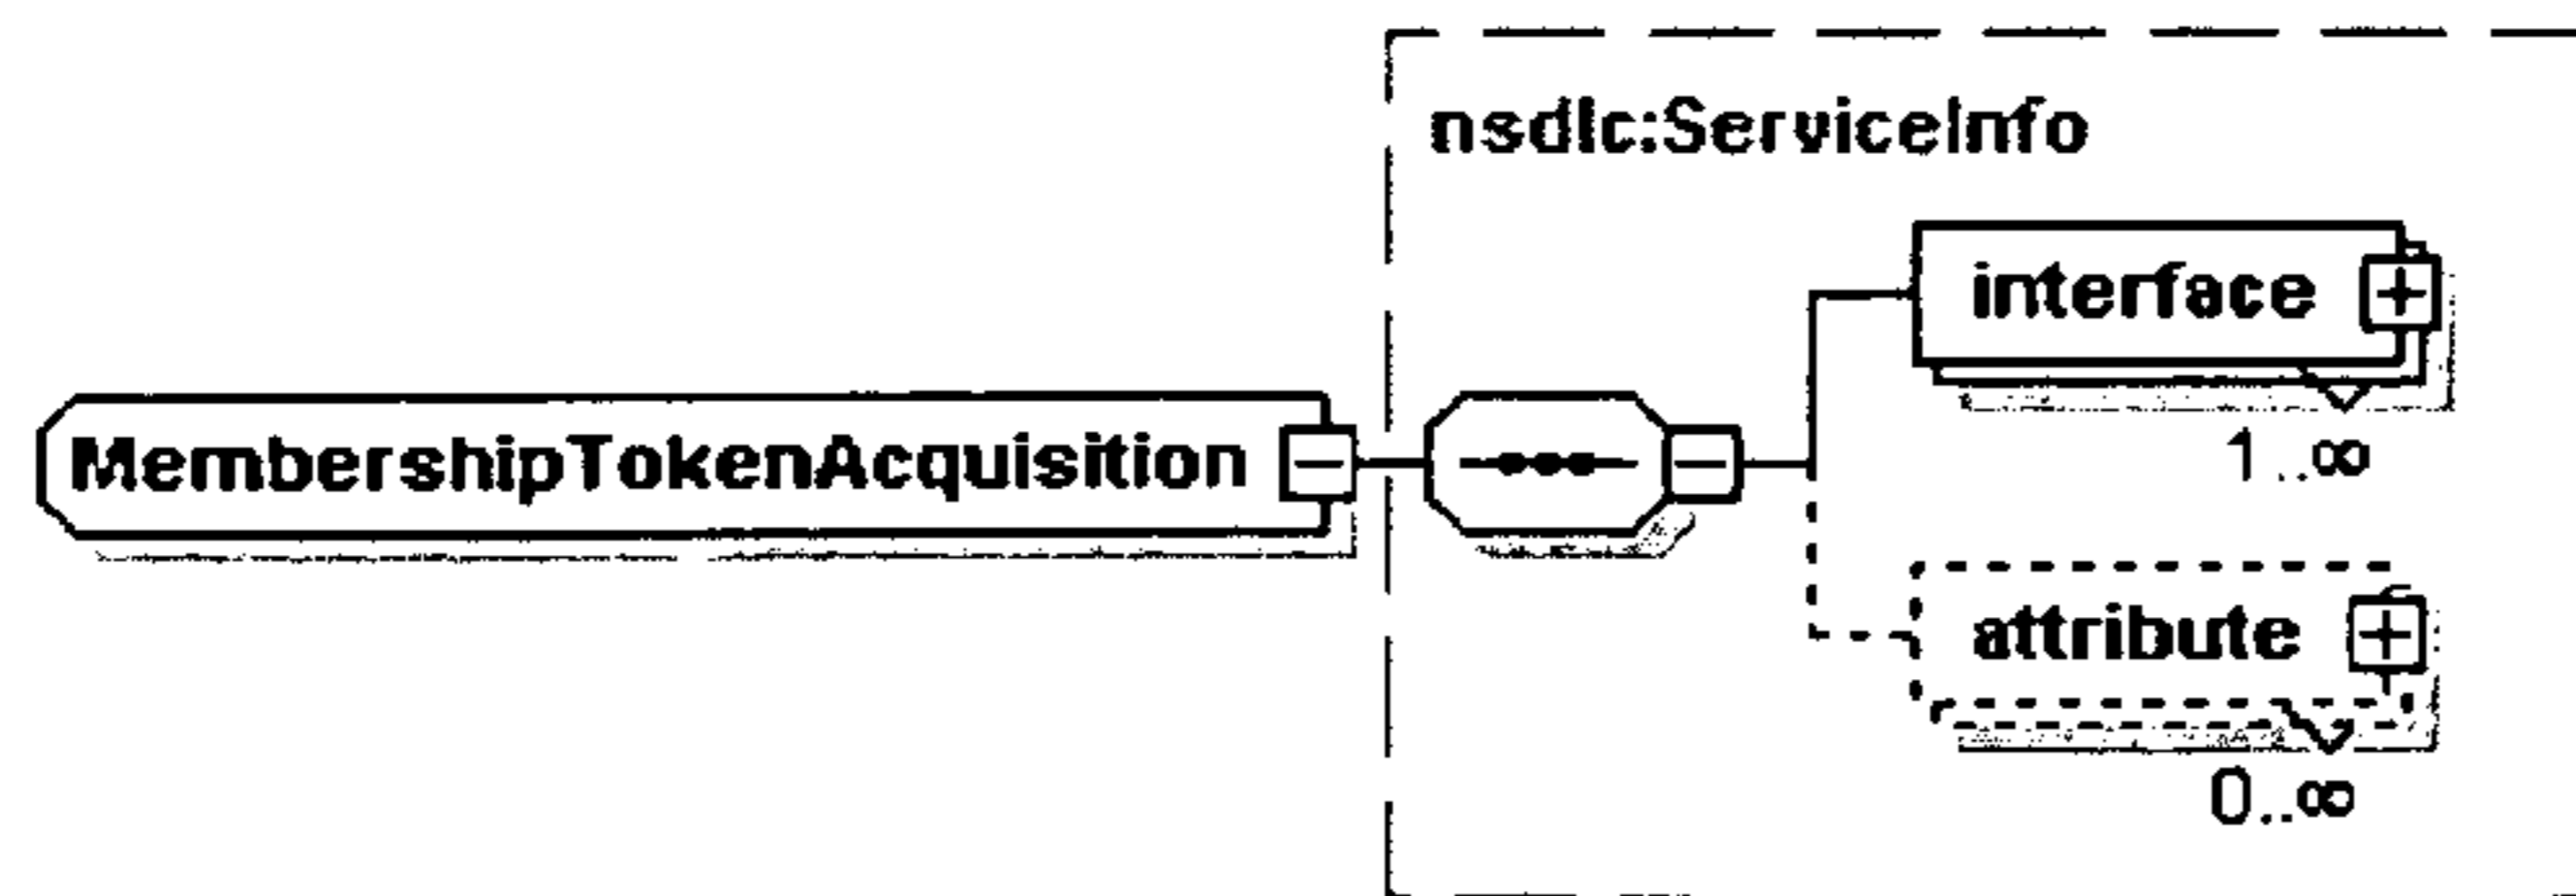 nsdlc:ServiceInfo
interface
1..∞
MembershipTokenAcquisition
attribute
0..∞